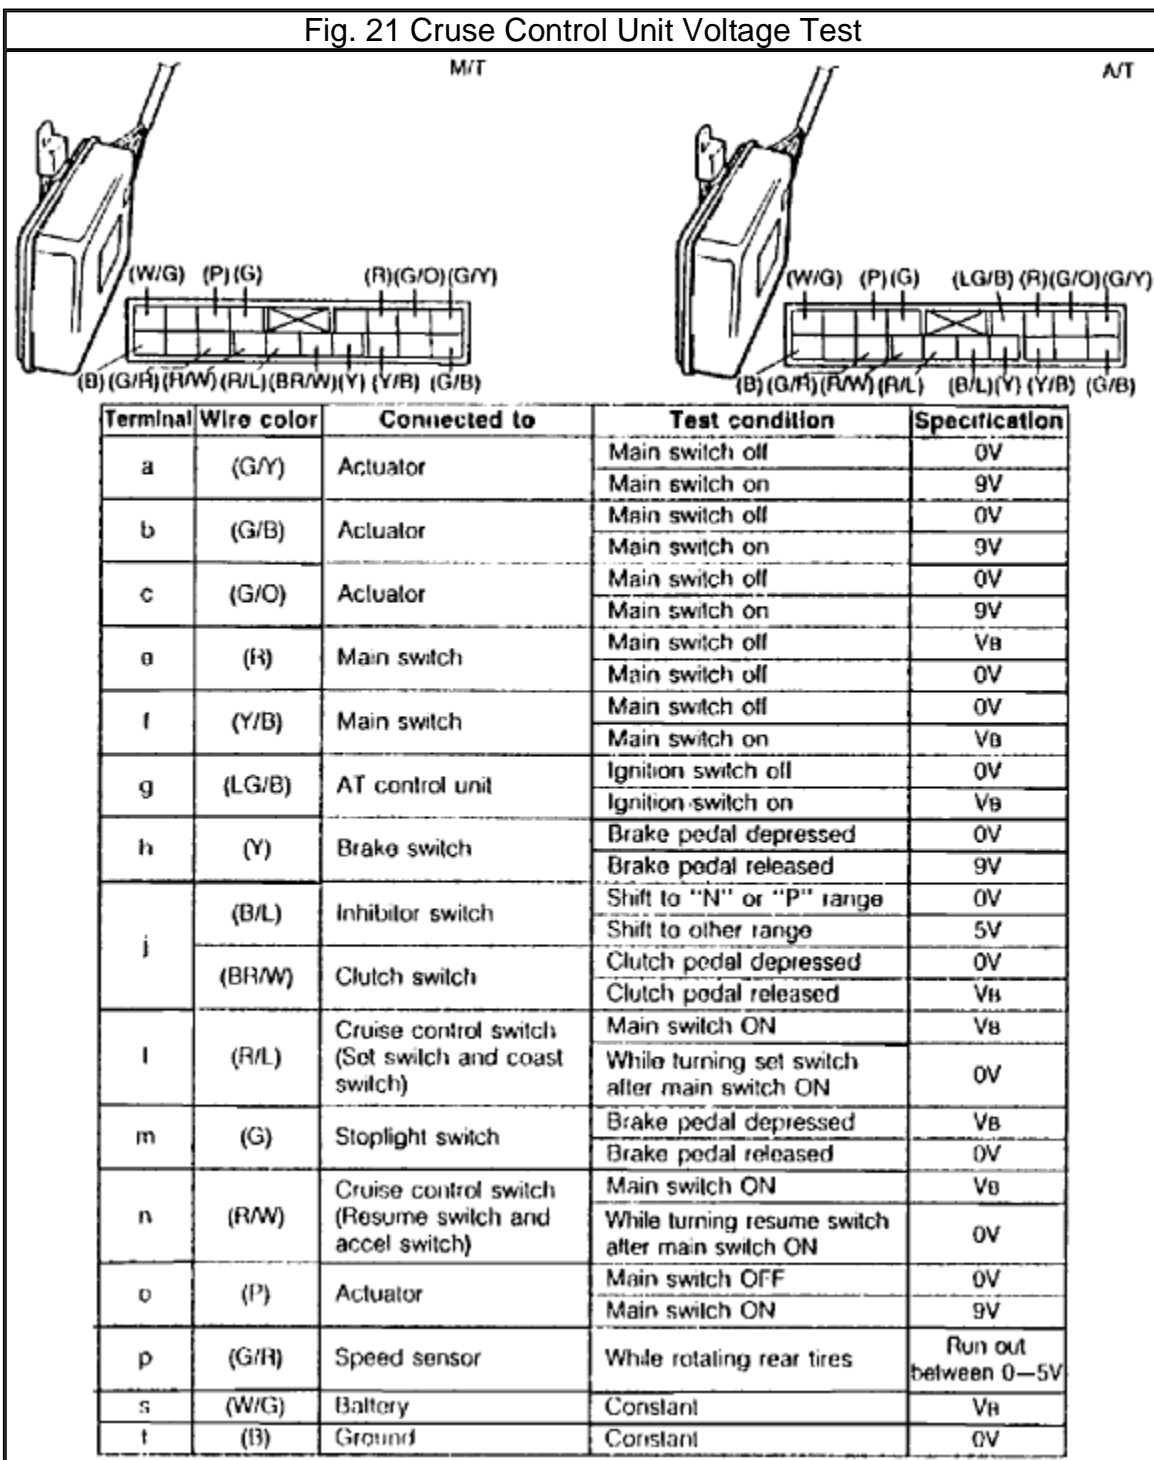 Fig. 21 Cruse Control Unit Voltage Test
M/T A/T
(W/G) (P) (G) (R) (G/O) (G/Y) (W/G) (P) (G) (LG/B) (R) (G/O) (G/Y)
(B) (G/R) (R/W) (R/L) (BR/W) (Y) (Y/B) (G/B) (B) (G/R) (R/W) (R/L) (B/L) (Y) (Y/B) (G/B)
Terminal Wire color Connected to Test condition Specification
a (G/Y) Actuator Main switch off 0V
Main switch on 9V
b (G/B) Actuator Main switch off 0V
Main switch on 9V
c (G/O) Actuator Main switch off 0V
Main switch on 9V
e (R) Main switch Main switch off VB
Main switch off 0V
f (Y/B) Main switch Main switch off 0V
Main switch on VB
g (LG/B) AT control unit Ignition switch off 0V
Ignition switch on VB
h (Y) Brake switch Brake pedal depressed 0V
Brake pedal released 9V
j (B/L) Inhibitor switch Shift to "N" or "P" range 0V
Shift to other range 5V
(BR/W) Clutch switch Clutch pedal depressed 0V
Clutch pedal released VB
l (R/L) Cruise control switch (Set switch and coast switch) Main switch ON VB
While turning set switch after main switch ON 0V
m (G) Stoplight switch Brake pedal depressed VB
Brake pedal released 0V
n (R/W) Cruise control switch (Resume switch and accel switch) Main switch ON VB
While turning resume switch after main switch ON 0V
o (P) Actuator Main switch OFF 0V
Main switch ON 9V
p (G/R) Speed sensor While rotating rear tires Run out between 0—5V
s (W/G) Battery Constant VB
t (B) Ground Constant 0V